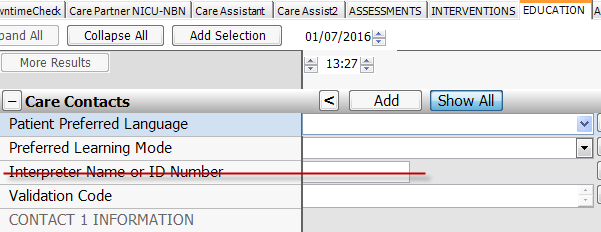 wntimeCheck Care Partner NICU-NBN Care Assistant Care Assist2 ASSESSMENTS INTERVENTIONS EDUCATION A
pand All Collapse All Add Selection 01/07/2016
More Results 13:27
− Care Contacts < Add Show All
Patient Preferred Language
Preferred Learning Mode
Interpreter Name or ID Number
Validation Code
CONTACT 1 INFORMATION